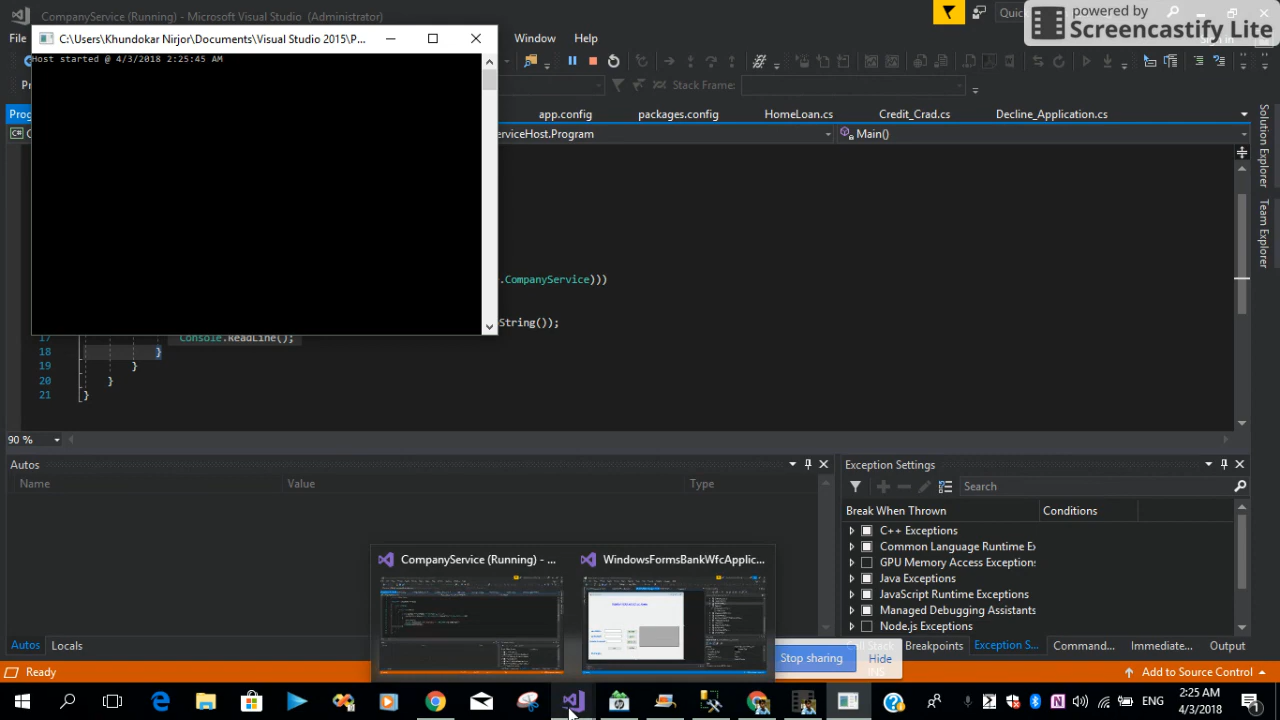 CompanyService (Running) - Microsoft Visual Studio (Administrator)
Quic
powered by
Screencastify Lite
File
Window
Help
C:\Users\Khundokar Nirjor\Documents\Visual Studio 2015\P...
Host started @ 4/3/2018 2:25:45 AM
Stack Frame:
app.config
packages.config
HomeLoan.cs
Credit_Crad.cs
Decline_Application.cs
erviceHost.Program
Main()
.CompanyService)))
String());
17 Console.ReadLine();
18 }
19 }
20 }
21 }
90 %
Solution Explorer
Team Explorer
Autos
Name
Value
Type
Exception Settings
Search
Break When Thrown
Conditions
C++ Exceptions
Common Language Runtime Ex
GPU Memory Access Exceptions
Java Exceptions
JavaScript Runtime Exceptions
Managed Debugging Assistants
Node.js Exceptions
CompanyService (Running) - ...
WindowsFormsBankWfcApplic...
Stop sharing
Hide
Autos
Locals
Call Stack
Breakpoints
Exception S...
Command...
Immediate...
Output
Ready
Add to Source Control
ENG
2:25 AM
4/3/2018